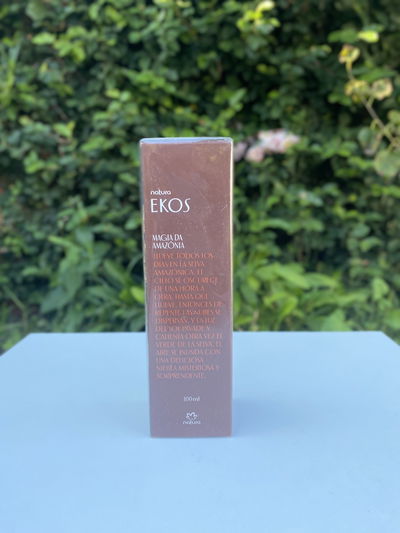 natura
EKOS
MAGIA DA
AMAZÔNIA
LLUEVE TODOS LOS
DÍAS EN LA SELVA
AMAZÓNICA. EL
CIELO SE OSCURECE
DE UNA HORA A
OTRA, HASTA QUE
LLUEVE. ENTONCES DE
REPENTE LAS NUBES SE
DISPERSAN, Y LA LUZ
DEL SOL INVADE Y
CALIENTA OTRA VEZ EL
VERDE DE LA SELVA. EL
AIRE SE INUNDA CON
UNA DELICIOSA
NIEBLA MISTERIOSA Y
SORPRENDENTE.
100ml
natura